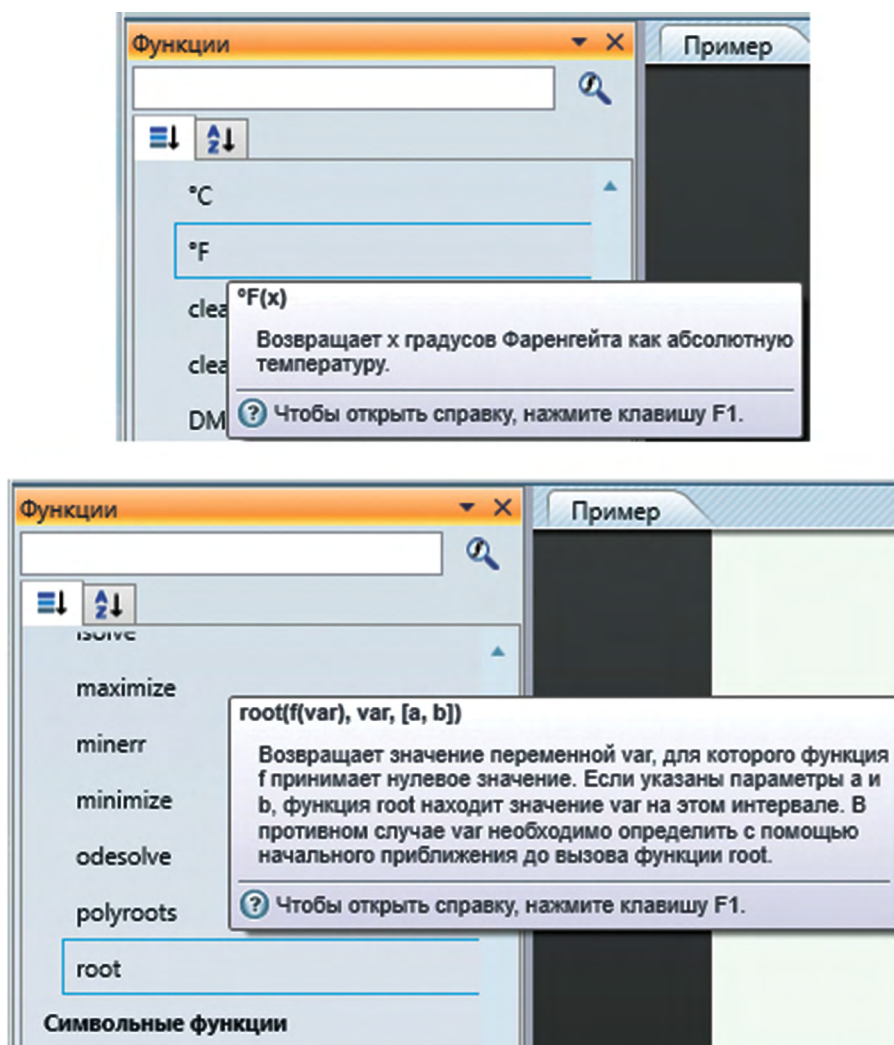 Функции
Пример
°C
°F
clea
clea
DM
°F(x)
Возвращает x градусов Фаренгейта как абсолютную
температуру.
Чтобы открыть справку, нажмите клавишу F1.
Функции
Пример
isolve
maximize
minerr
minimize
odesolve
polyroots
root
Символьные функции
root(f(var), var, [a, b])
Возвращает значение переменной var, для которого функция
f принимает нулевое значение. Если указаны параметры a и
b, функция root находит значение var на этом интервале. В
противном случае var необходимо определить с помощью
начального приближения до вызова функции root.
Чтобы открыть справку, нажмите клавишу F1.